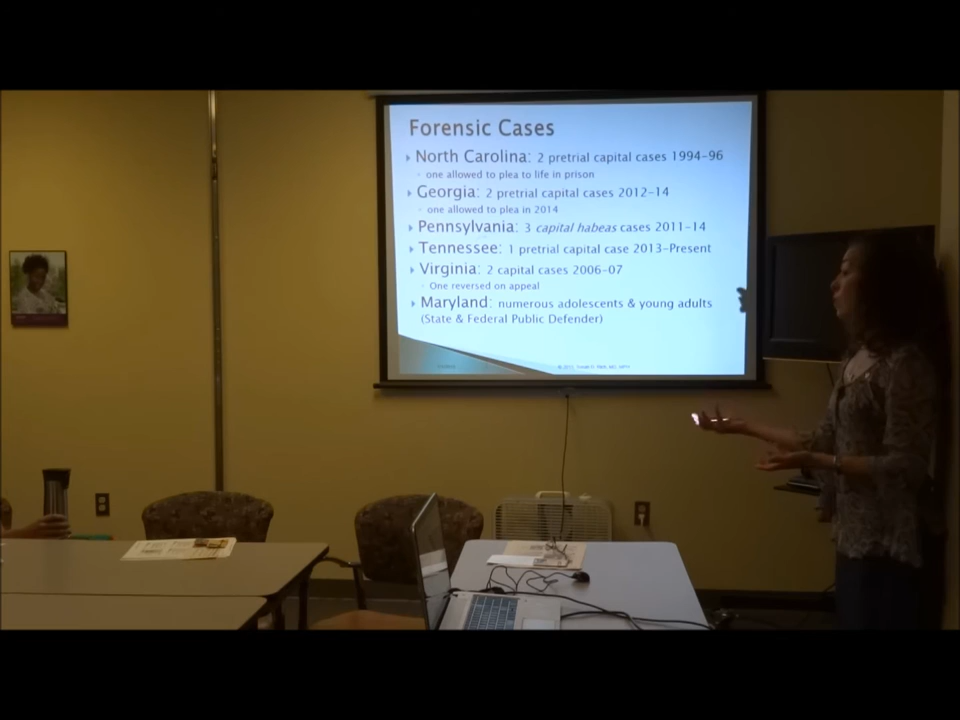 Forensic Cases
North Carolina: 2 pretrial capital cases 1994–96
- one allowed to plea to life in prison
Georgia: 2 pretrial capital cases 2012–14
- one allowed to plea in 2014
Pennsylvania: 3 capital habeas cases 2011–14
Tennessee: 1 pretrial capital case 2013–Present
Virginia: 2 capital cases 2006–07
- One reversed on appeal
Maryland: numerous adolescents & young adults
(State & Federal Public Defender)